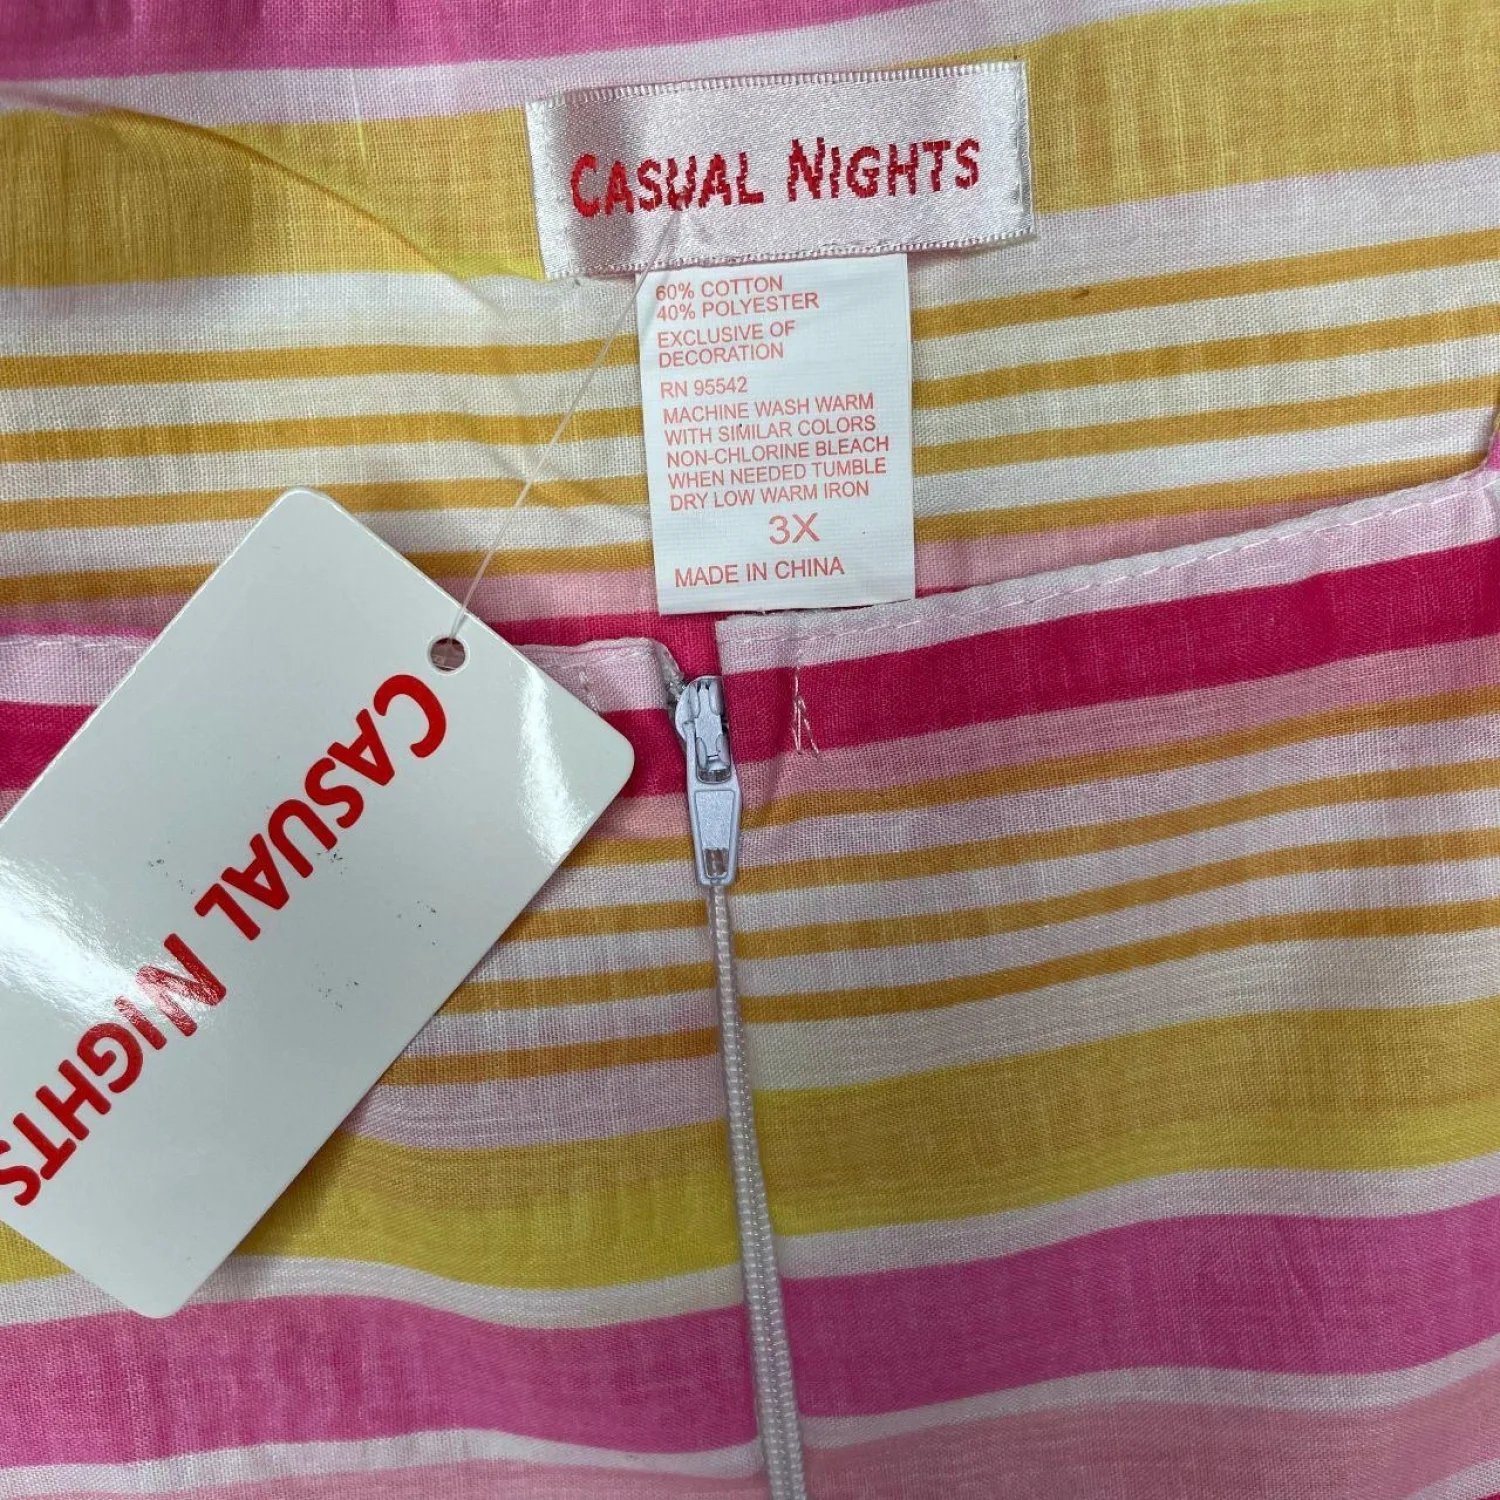 CASUAL NIGHTS
60% COTTON
40% POLYESTER
EXCLUSIVE OF
DECORATION
RN 95542
MACHINE WASH WARM
WITH SIMILAR COLORS
NON-CHLORINE BLEACH
WHEN NEEDED TUMBLE
DRY LOW WARM IRON
3X
MADE IN CHINA
CASUAL NIGHTS